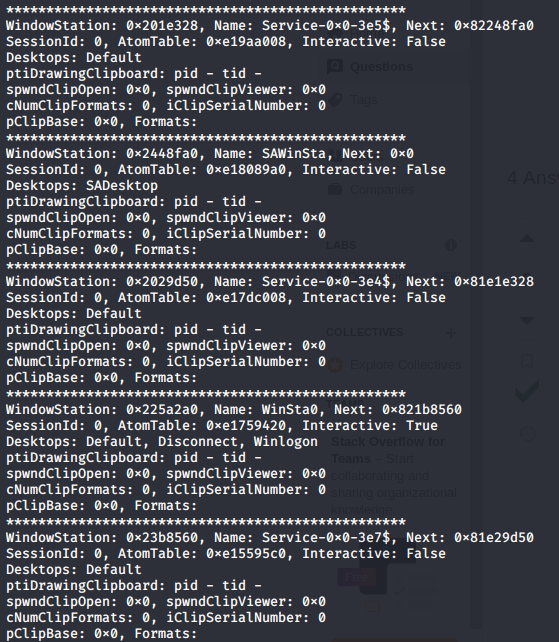 **************************************************
WindowStation: 0×201e328, Name: Service-0×0-3e5$, Next: 0×82248fa0
SessionId: 0, AtomTable: 0×e19aa008, Interactive: False
Desktops: Default
ptiDrawingClipboard: pid - tid -
spwndClipOpen: 0×0, spwndClipViewer: 0×0
cNumClipFormats: 0, iClipSerialNumber: 0
pClipBase: 0×0, Formats:
**************************************************
WindowStation: 0×2448fa0, Name: SAWinSta, Next: 0×0
SessionId: 0, AtomTable: 0×e18089a0, Interactive: False
Desktops: SADesktop
ptiDrawingClipboard: pid - tid -
spwndClipOpen: 0×0, spwndClipViewer: 0×0
cNumClipFormats: 0, iClipSerialNumber: 0
pClipBase: 0×0, Formats:
**************************************************
WindowStation: 0×2029d50, Name: Service-0×0-3e4$, Next: 0×81e1e328
SessionId: 0, AtomTable: 0×e17dc008, Interactive: False
Desktops: Default
ptiDrawingClipboard: pid - tid -
spwndClipOpen: 0×0, spwndClipViewer: 0×0
cNumClipFormats: 0, iClipSerialNumber: 0
pClipBase: 0×0, Formats:
**************************************************
WindowStation: 0×225a2a0, Name: WinSta0, Next: 0×821b8560
SessionId: 0, AtomTable: 0×e1759420, Interactive: True
Desktops: Default, Disconnect, Winlogon
ptiDrawingClipboard: pid - tid -
spwndClipOpen: 0×0, spwndClipViewer: 0×0
cNumClipFormats: 0, iClipSerialNumber: 0
pClipBase: 0×0, Formats:
**************************************************
WindowStation: 0×23b8560, Name: Service-0×0-3e7$, Next: 0×81e29d50
SessionId: 0, AtomTable: 0×e15595c0, Interactive: False
Desktops: Default
ptiDrawingClipboard: pid - tid -
spwndClipOpen: 0×0, spwndClipViewer: 0×0
cNumClipFormats: 0, iClipSerialNumber: 0
pClipBase: 0×0, Formats:
Questions
Tags
Companies
LABS
COLLECTIVES
Explore Collectives
Stack Overflow for
Teams – Start
collaborating and
sharing organizational
knowledge.
Free
4 Ans